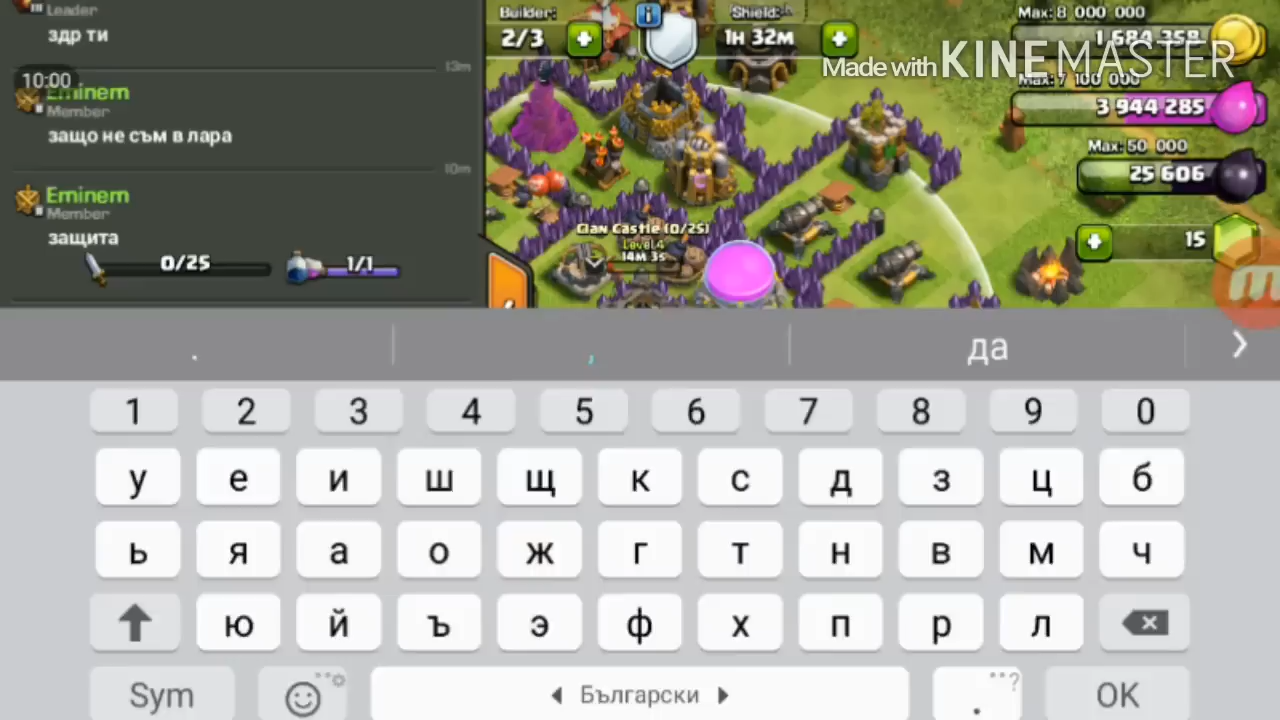 Leader
здр ти
13m
10:00
Eminem
Member
защо не съм в лара
10m
Eminem
Member
защита
0/25
1/1
Builder:
2/3
Shield:
1H 32M
Max: 8 000 000
1 684 358
Made with KINEMASTER
Max: 7 100 000
3 944 285
Max: 50 000
25 606
15
Clan Castle (0/25)
Level 4
14M 3s
. , да
1 2 3 4 5 6 7 8 9 0
у е и ш щ к с д з ц б
ь я а о ж г т н в м ч
ю й ъ э ф х п р л
Sym Български . ? OK